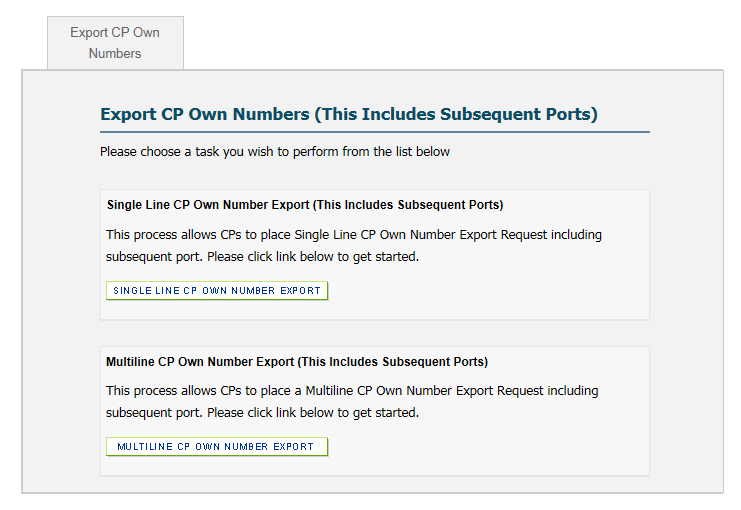 Export CP Own
Numbers
Export CP Own Numbers (This Includes Subsequent Ports)
Please choose a task you wish to perform from the list below
Single Line CP Own Number Export (This Includes Subsequent Ports)
This process allows CPs to place Single Line CP Own Number Export Request including
subsequent port. Please click link below to get started.
SINGLE LINE CP OWN NUMBER EXPORT
Multiline CP Own Number Export (This Includes Subsequent Ports)
This process allows CPs to place a Multiline CP Own Number Export Request including
subsequent port. Please click link below to get started.
MULTILINE CP OWN NUMBER EXPORT